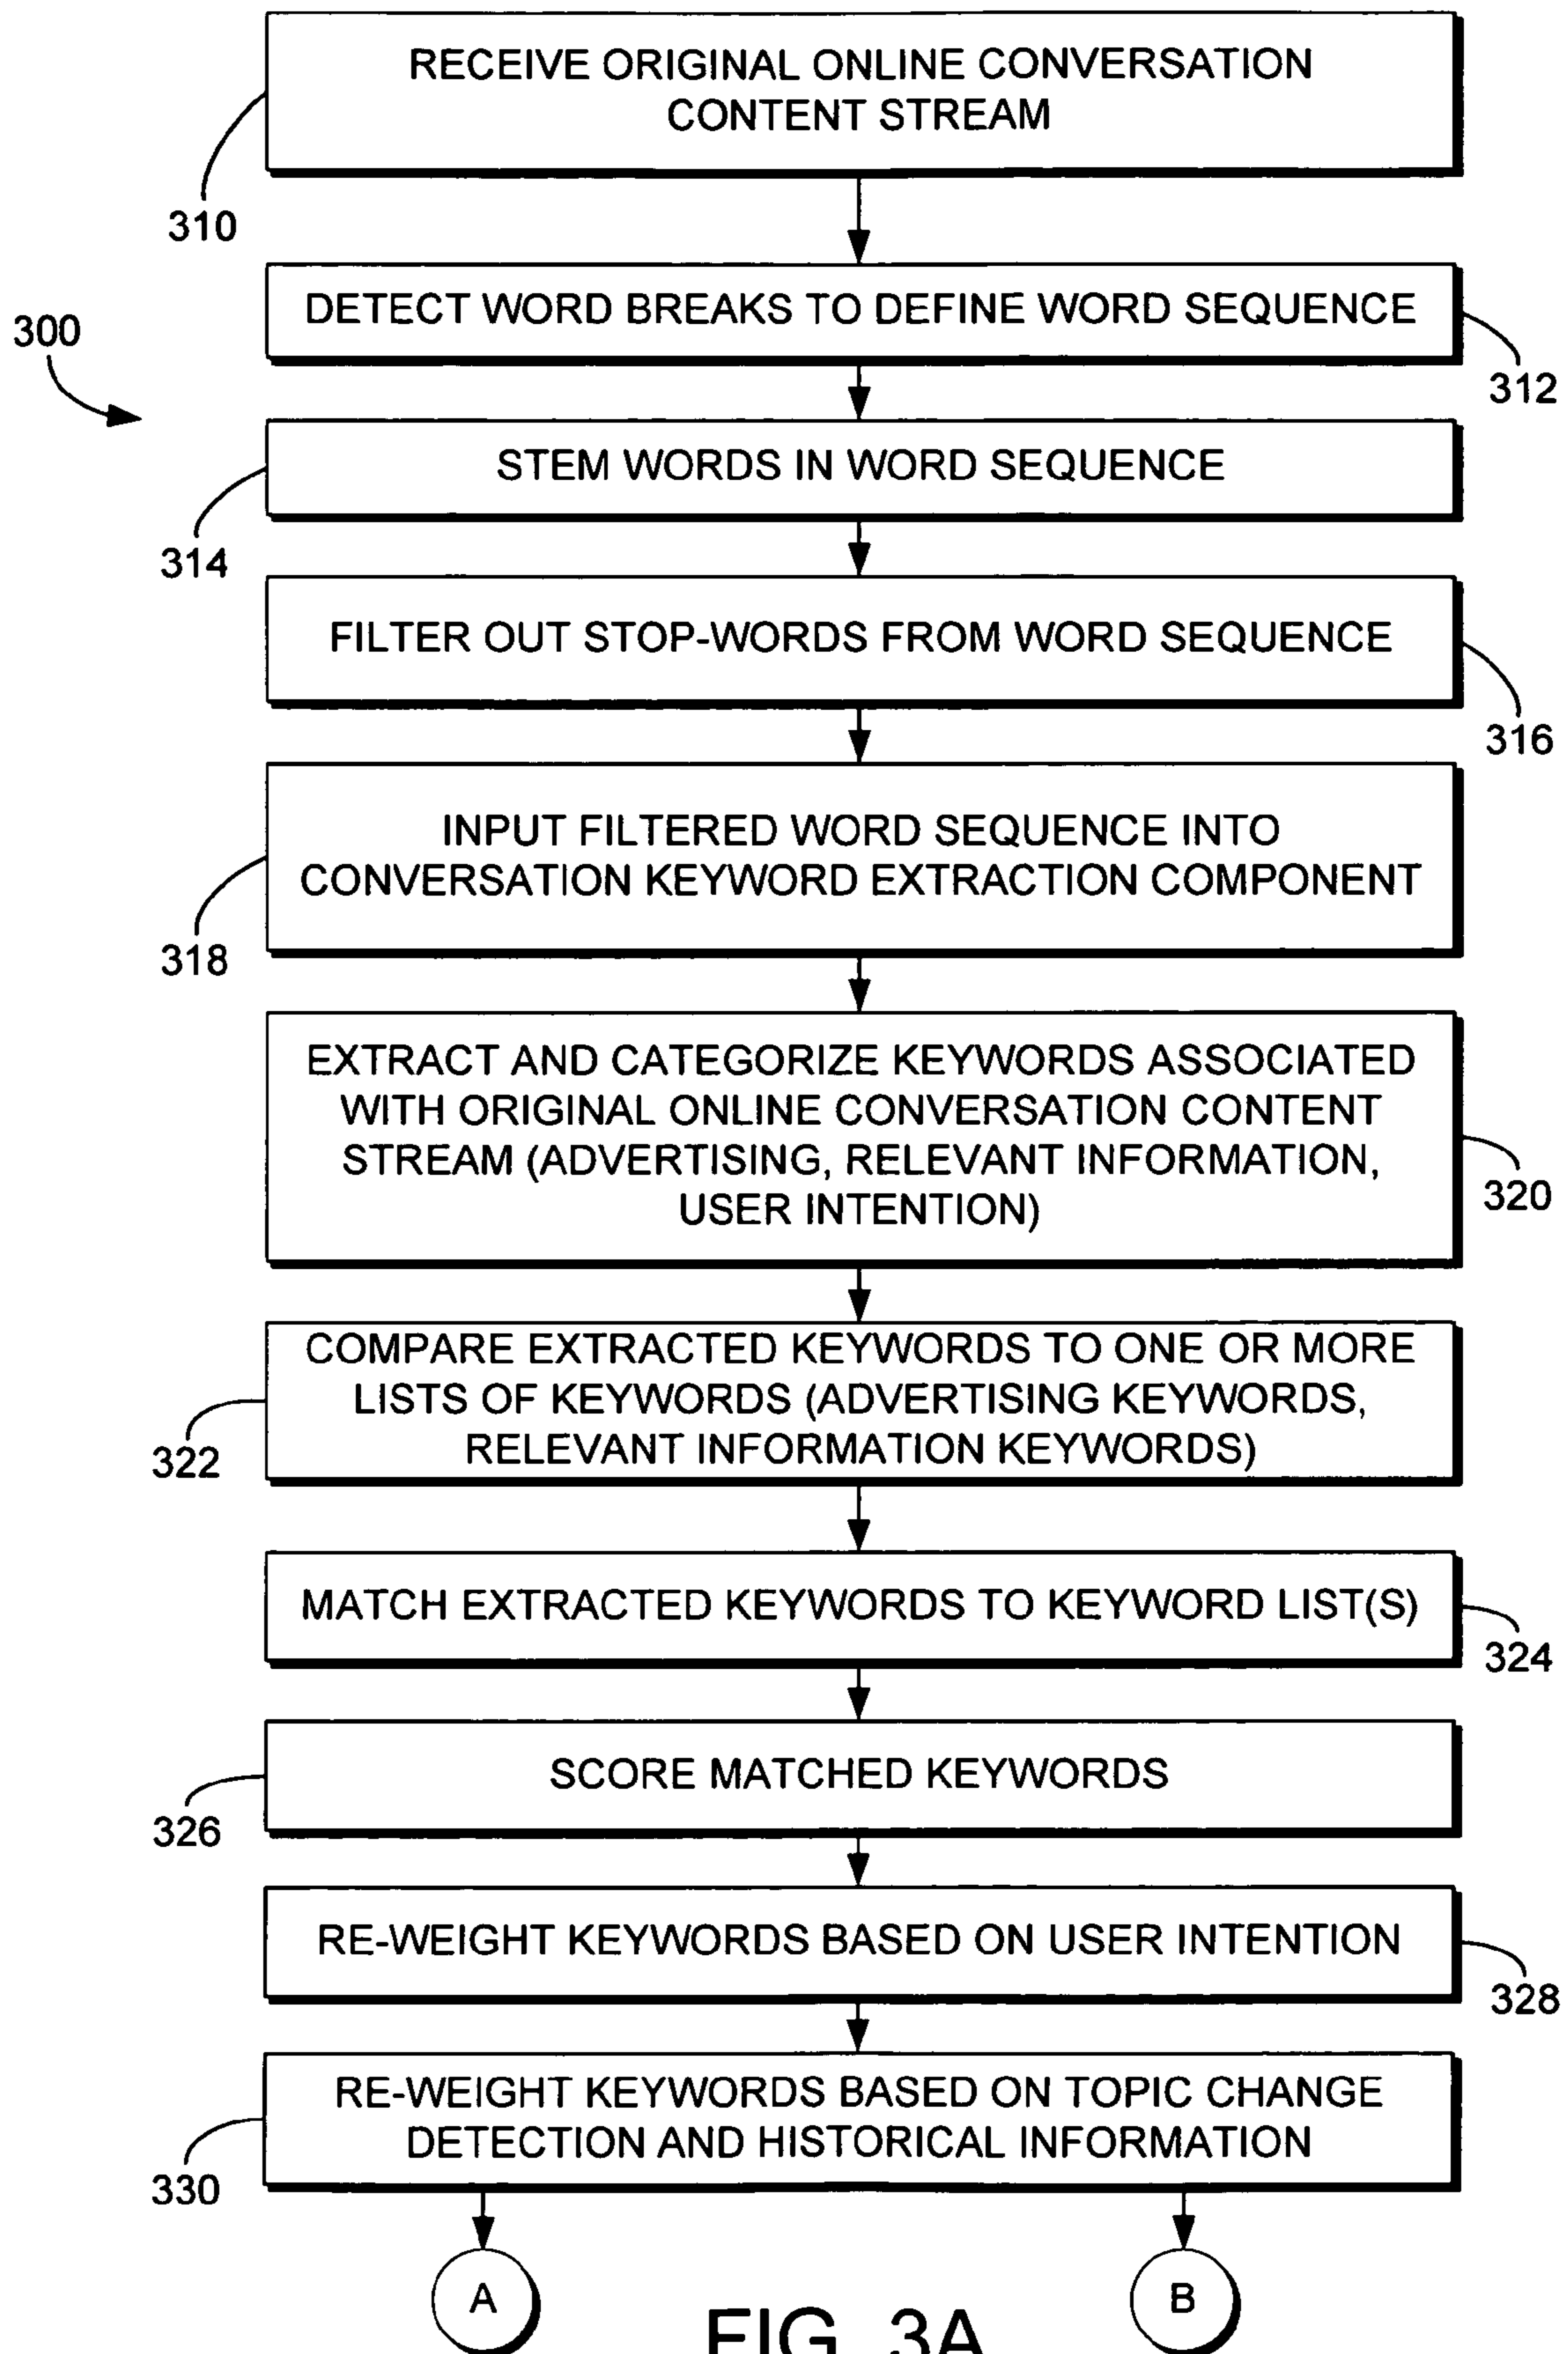 RECEIVE ORIGINAL ONLINE CONVERSATION
CONTENT STREAM
310
DETECT WORD BREAKS TO DEFINE WORD SEQUENCE
300
312
STEM WORDS IN WORD SEQUENCE
314
FILTER OUT STOP-WORDS FROM WORD SEQUENCE
316
INPUT FILTERED WORD SEQUENCE INTO
CONVERSATION KEYWORD EXTRACTION COMPONENT
318
EXTRACT AND CATEGORIZE KEYWORDS ASSOCIATED
WITH ORIGINAL ONLINE CONVERSATION CONTENT
STREAM (ADVERTISING, RELEVANT INFORMATION,
USER INTENTION)
320
COMPARE EXTRACTED KEYWORDS TO ONE OR MORE
LISTS OF KEYWORDS (ADVERTISING KEYWORDS,
RELEVANT INFORMATION KEYWORDS)
322
MATCH EXTRACTED KEYWORDS TO KEYWORD LIST(S)
324
SCORE MATCHED KEYWORDS
326
RE-WEIGHT KEYWORDS BASED ON USER INTENTION
328
RE-WEIGHT KEYWORDS BASED ON TOPIC CHANGE
DETECTION AND HISTORICAL INFORMATION
330
A
B
FIG. 3A